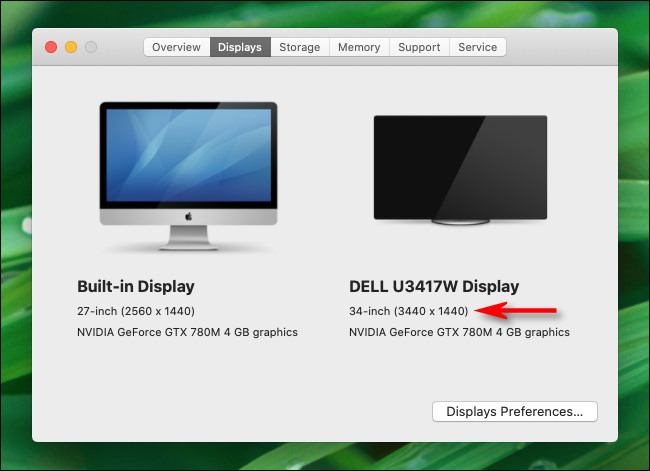 Overview Displays Storage Memory Support Service
Built-in Display
27-inch (2560 x 1440)
NVIDIA GeForce GTX 780M 4 GB graphics
DELL U3417W Display
34-inch (3440 x 1440)
NVIDIA GeForce GTX 780M 4 GB graphics
Displays Preferences...